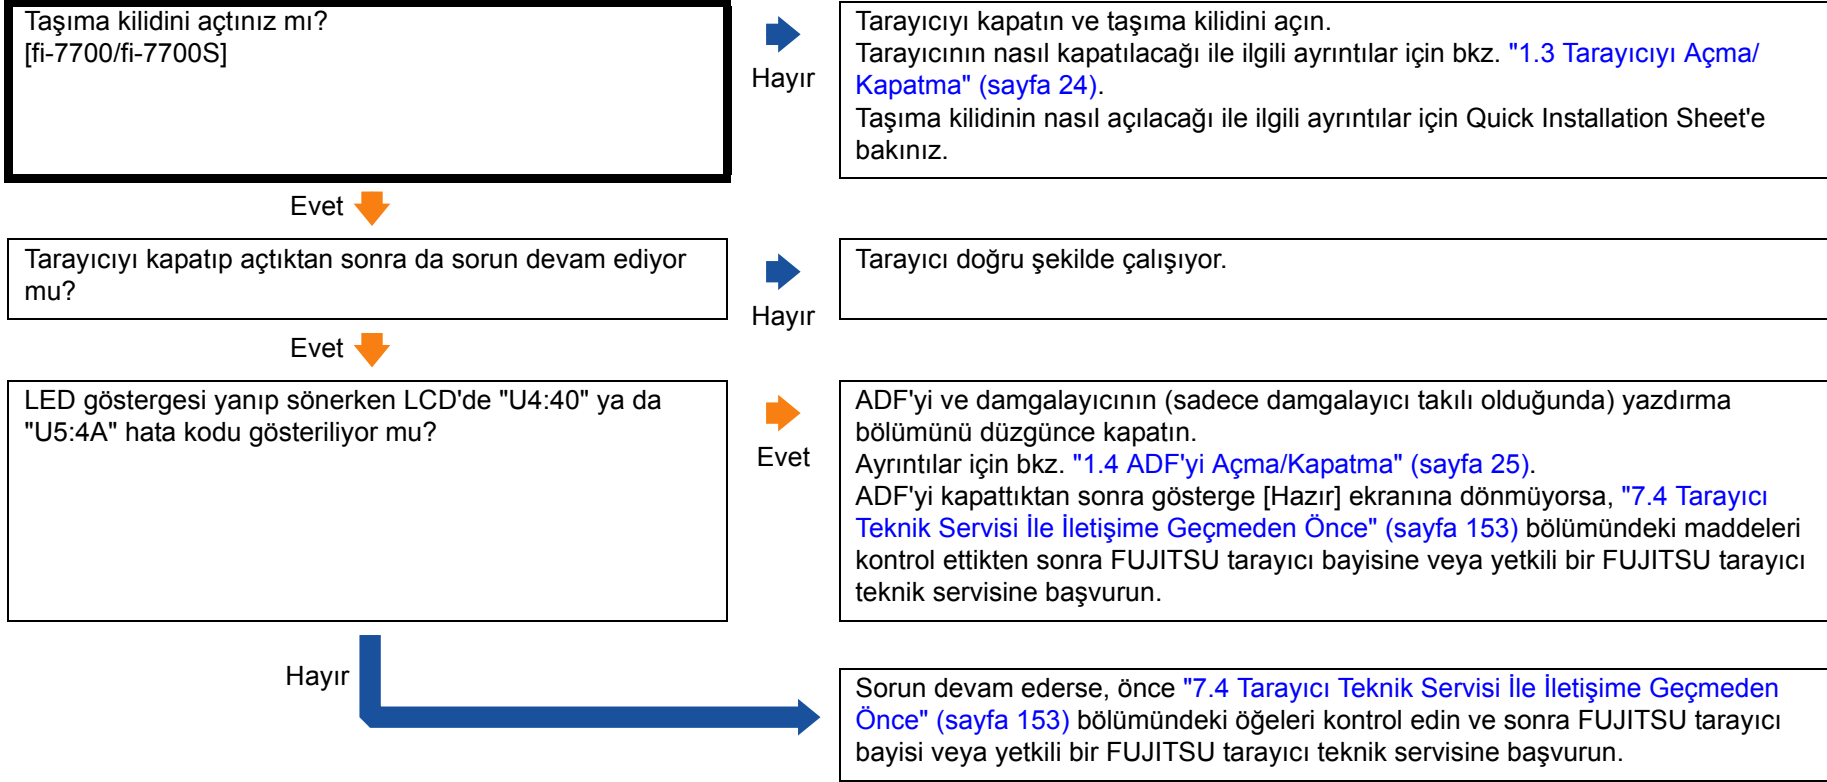 Taşıma kilidini açtınız mı?
[fi-7700/fi-7700S]
Hayır
Tarayıcıyı kapatın ve taşıma kilidini açın.
Tarayıcının nasıl kapatılacağı ile ilgili ayrıntılar için bkz. "1.3 Tarayıcıyı Açma/
Kapatma" (sayfa 24).
Taşıma kilidinin nasıl açılacağı ile ilgili ayrıntılar için Quick Installation Sheet'e
bakınız.
Evet
Tarayıcıyı kapatıp açtıktan sonra da sorun devam ediyor
mu?
Hayır
Tarayıcı doğru şekilde çalışıyor.
Evet
LED göstergesi yanıp sönerken LCD'de "U4:40" ya da
"U5:4A" hata kodu gösteriliyor mu?
Evet
ADF'yi ve damgalayıcının (sadece damgalayıcı takılı olduğunda) yazdırma
bölümünü düzgünce kapatın.
Ayrıntılar için bkz. "1.4 ADF'yi Açma/Kapatma" (sayfa 25).
ADF'yi kapattıktan sonra gösterge [Hazır] ekranına dönmüyorsa, "7.4 Tarayıcı
Teknik Servisi İle İletişime Geçmeden Önce" (sayfa 153) bölümündeki maddeleri
kontrol ettikten sonra FUJITSU tarayıcı bayisine veya yetkili bir FUJITSU tarayıcı
teknik servisine başvurun.
Hayır
Sorun devam ederse, önce "7.4 Tarayıcı Teknik Servisi İle İletişime Geçmeden
Önce" (sayfa 153) bölümündeki öğeleri kontrol edin ve sonra FUJITSU tarayıcı
bayisi veya yetkili bir FUJITSU tarayıcı teknik servisine başvurun.